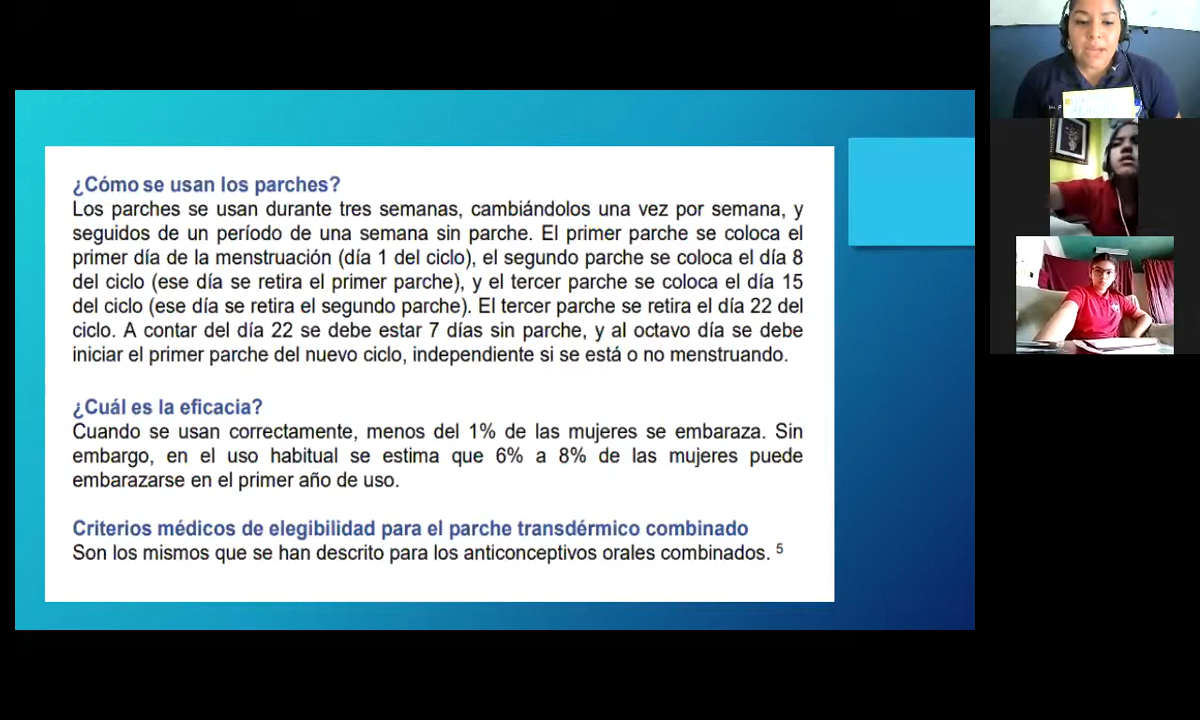 ¿Cómo se usan los parches?
Los parches se usan durante tres semanas, cambiándolos una vez por semana, y
seguidos de un período de una semana sin parche. El primer parche se coloca el
primer día de la menstruación (día 1 del ciclo), el segundo parche se coloca el día 8
del ciclo (ese día se retira el primer parche), y el tercer parche se coloca el día 15
del ciclo (ese día se retira el segundo parche). El tercer parche se retira el día 22 del
ciclo. A contar del día 22 se debe estar 7 días sin parche, y al octavo día se debe
iniciar el primer parche del nuevo ciclo, independiente si se está o no menstruando.
¿Cuál es la eficacia?
Cuando se usan correctamente, menos del 1% de las mujeres se embaraza. Sin
embargo, en el uso habitual se estima que 6% a 8% de las mujeres puede
embarazarse en el primer año de uso.
Criterios médicos de elegibilidad para el parche transdérmico combinado
Son los mismos que se han descrito para los anticonceptivos orales combinados. 5